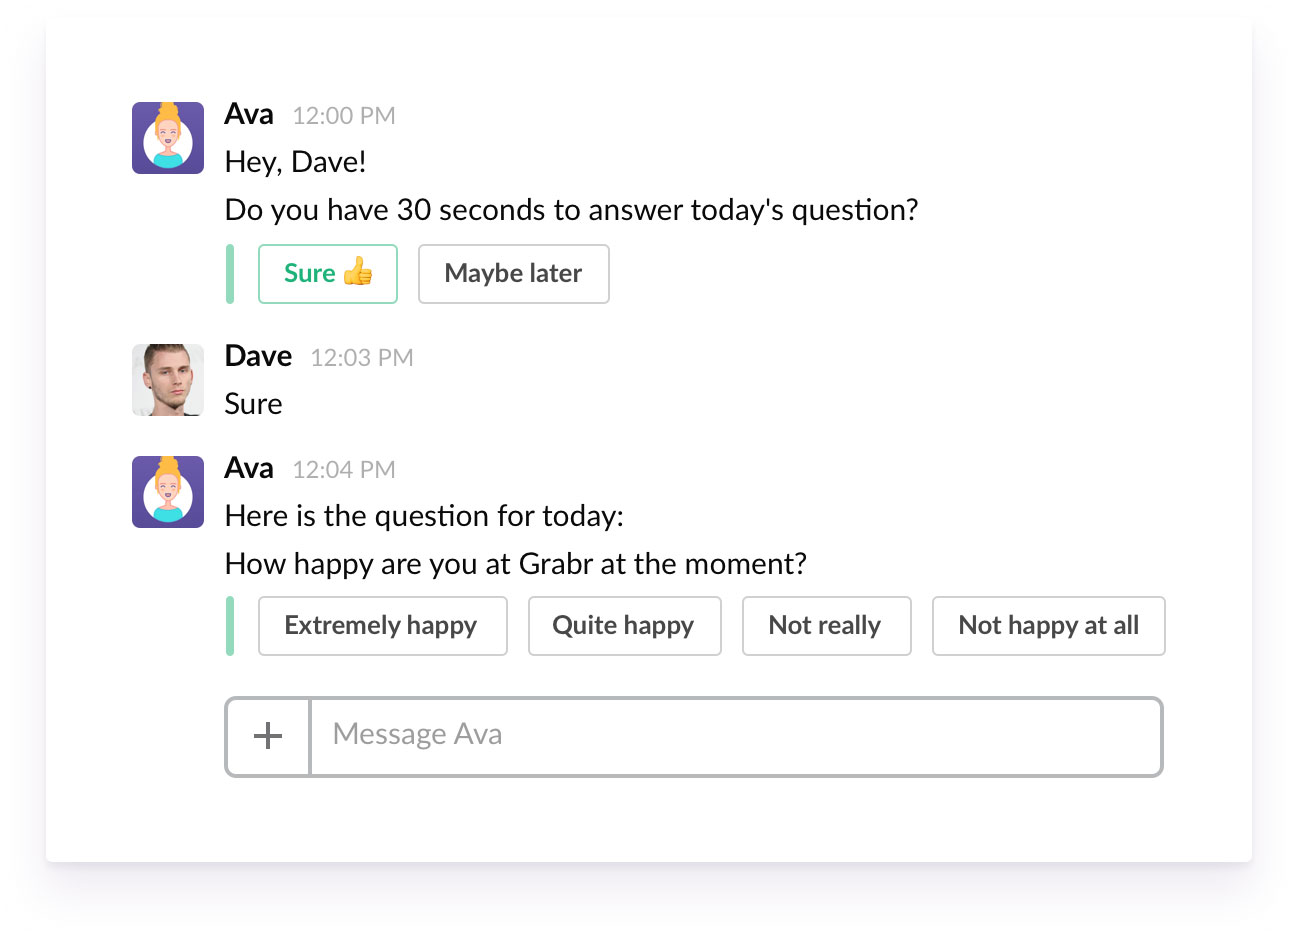 Ava 12:00 PM
Hey, Dave!
Do you have 30 seconds to answer today's question?
Sure 👍 Maybe later
Dave 12:03 PM
Sure
Ava 12:04 PM
Here is the question for today:
How happy are you at Grabr at the moment?
Extremely happy Quite happy Not really Not happy at all
+ Message Ava